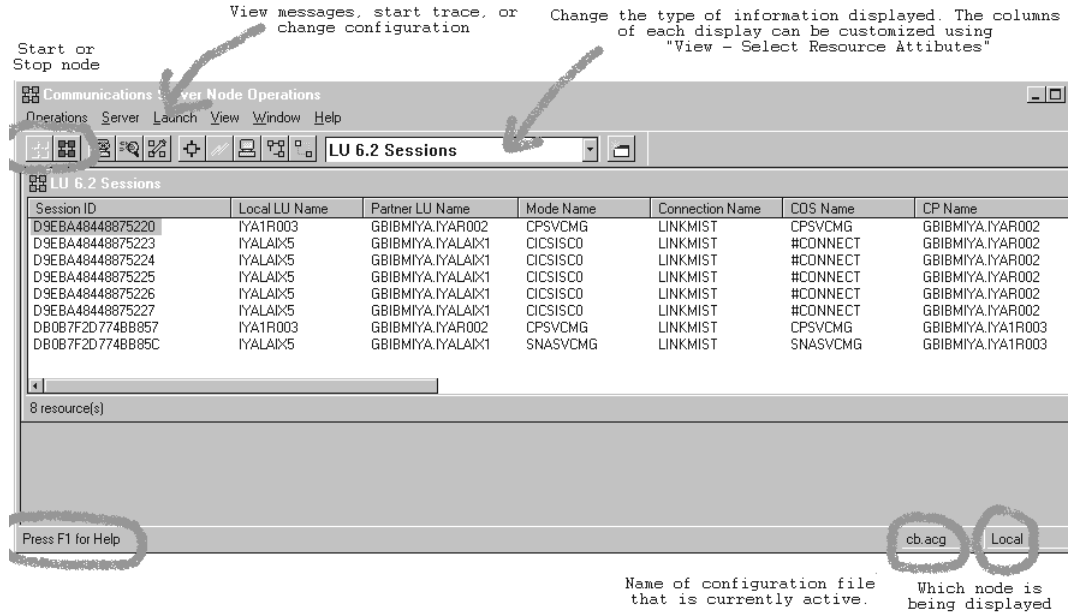 View messages, start trace, or
change configuration
Change the type of information displayed. The columns
of each display can be customized using
"View - Select Resource Attibutes"
Start or
Stop node
Communications Server Node Operations
Operations Server Launch View Window Help
LU 6.2 Sessions
LU 6.2 Sessions
Session ID Local LU Name Partner LU Name Mode Name Connection Name COS Name CP Name
D9EBA48448875220 IYA1R003 GBIBMIYA.IYAR002 CPSVCMG LINKMIST CPSVCMG GBIBMIYA.IYAR002
D9EBA48448875223 IYALAIX5 GBIBMIYA.IYALAIX1 CICSISC0 LINKMIST #CONNECT GBIBMIYA.IYAR002
D9EBA48448875224 IYALAIX5 GBIBMIYA.IYALAIX1 CICSISC0 LINKMIST #CONNECT GBIBMIYA.IYAR002
D9EBA48448875225 IYALAIX5 GBIBMIYA.IYALAIX1 CICSISC0 LINKMIST #CONNECT GBIBMIYA.IYAR002
D9EBA48448875226 IYALAIX5 GBIBMIYA.IYALAIX1 CICSISC0 LINKMIST #CONNECT GBIBMIYA.IYAR002
D9EBA48448875227 IYALAIX5 GBIBMIYA.IYALAIX1 CICSISC0 LINKMIST #CONNECT GBIBMIYA.IYAR002
DB0B7F2D774BB857 IYA1R003 GBIBMIYA.IYAR002 CPSVCMG LINKMIST CPSVCMG GBIBMIYA.IYA1R003
DB0B7F2D774BB85C IYALAIX5 GBIBMIYA.IYALAIX1 SNASVCMG LINKMIST SNASVCMG GBIBMIYA.IYA1R003
8 resource(s)
Press F1 for Help
cb.acg
Local
Name of configuration file
that is currently active.
Which node is
being displayed